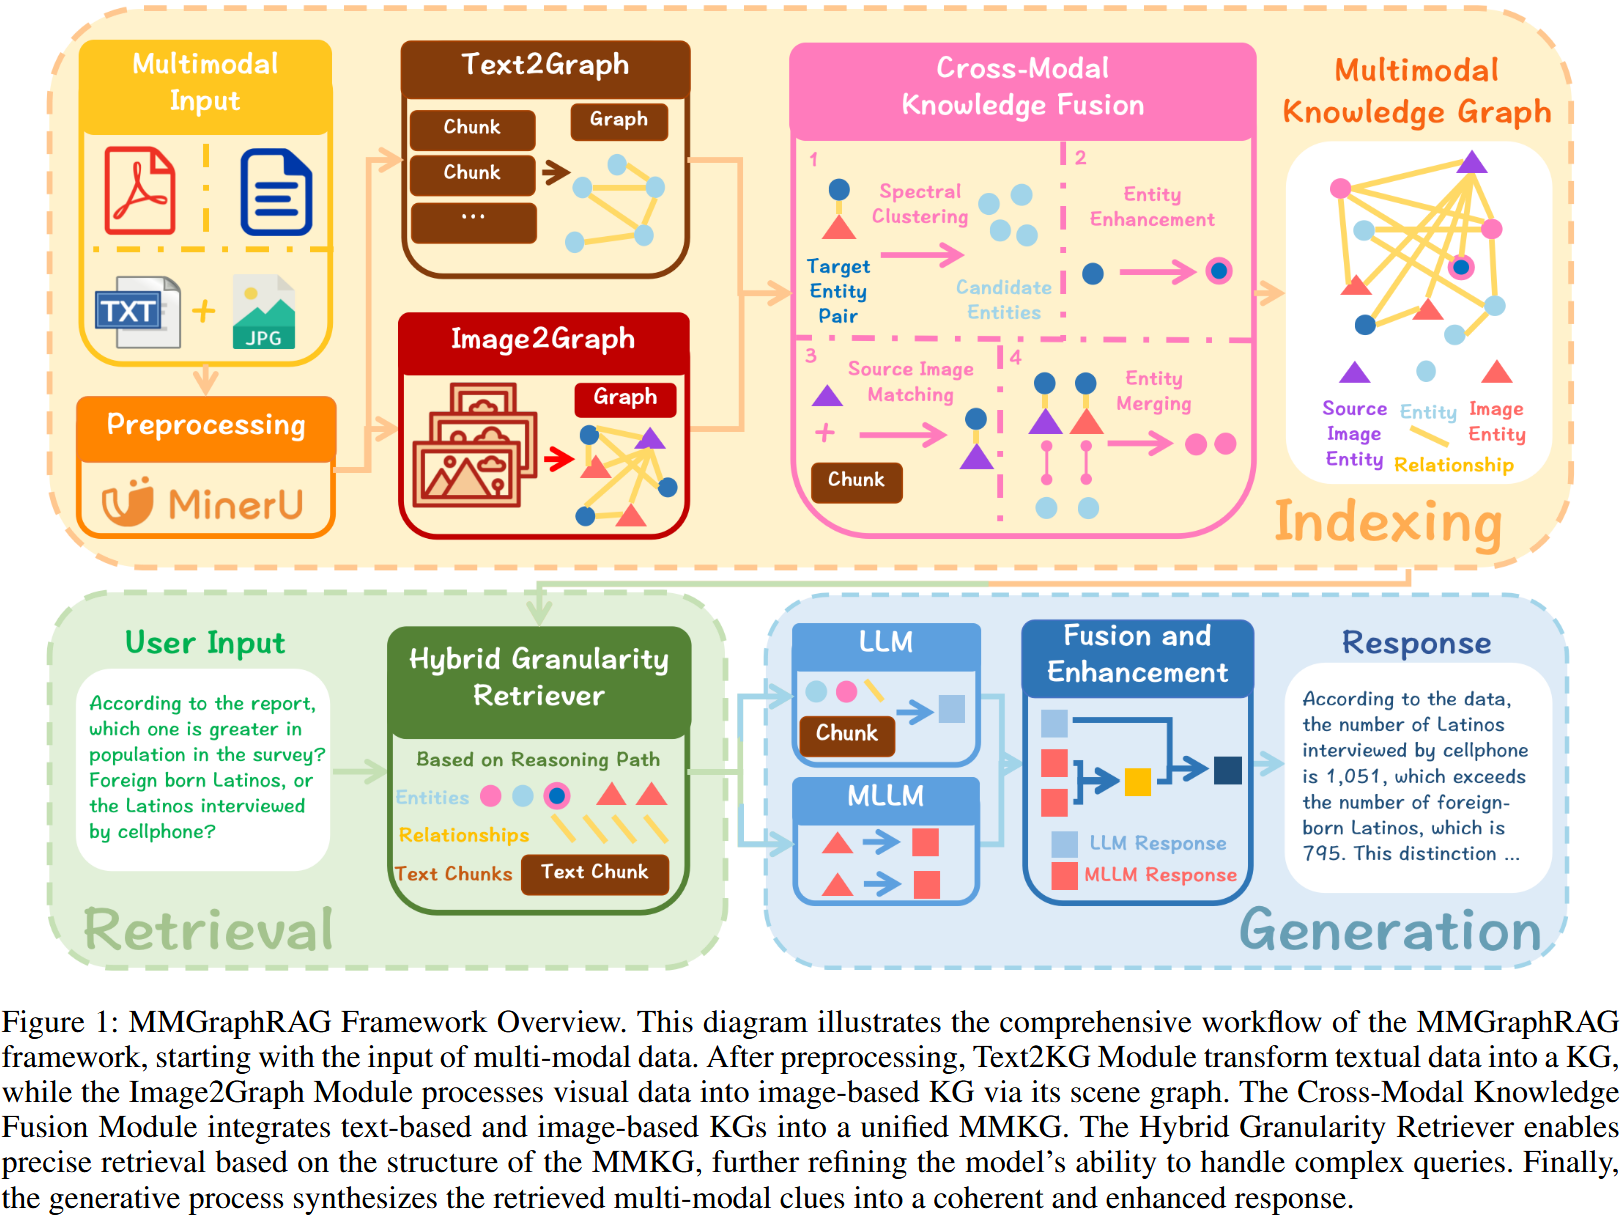 Multimodal
Input
TXT
+
JPG
Preprocessing
MinerU
Text2Graph
Chunk
Chunk
...
Graph
Image2Graph
Graph
Cross-Modal
Knowledge Fusion
1
Spectral
Clustering
Target
Entity
Pair
Candidate
Entities
2
Entity
Enhancement
3
Source Image
Matching
+
Chunk
4
Entity
Merging
Multimodal
Knowledge Graph
Source
Image
Entity
Entity
Image
Entity
Relationship
Indexing
User Input
According to the report,
which one is greater in
population in the survey?
Foreign born Latinos, or
the Latinos interviewed
by cellphone?
Retrieval
Hybrid Granularity
Retriever
Based on Reasoning Path
Entities
Relationships
Text Chunks
Text Chunk
LLM
Chunk
MLLM
Fusion and
Enhancement
LLM Response
MLLM Response
Response
According to the data,
the number of Latinos
interviewed by cellphone
is 1,051, which exceeds
the number of foreign-
born Latinos, which is
795. This distinction ...
Generation
Figure 1: MMGraphRAG Framework Overview. This diagram illustrates the comprehensive workflow of the MMGraphRAG
framework, starting with the input of multi-modal data. After preprocessing, Text2KG Module transform textual data into a KG,
while the Image2Graph Module processes visual data into image-based KG via its scene graph. The Cross-Modal Knowledge
Fusion Module integrates text-based and image-based KGs into a unified MMKG. The Hybrid Granularity Retriever enables
precise retrieval based on the structure of the MMKG, further refining the model's ability to handle complex queries. Finally,
the generative process synthesizes the retrieved multi-modal clues into a coherent and enhanced response.